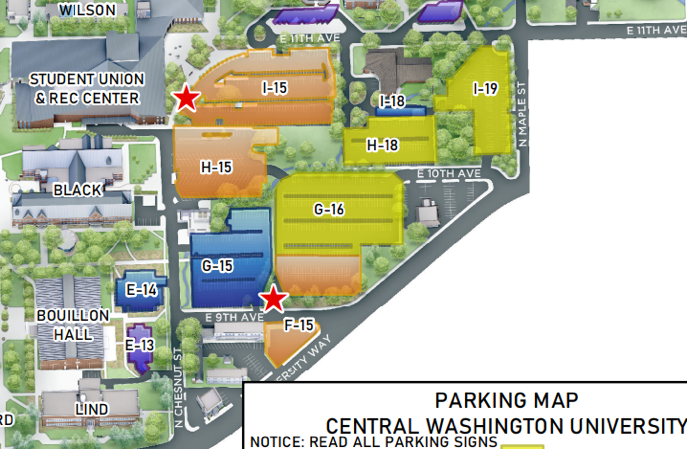 WILSON
E 11TH AVE
E 11TH AVE
STUDENT UNION
& REC CENTER
I-15
I-18
I-19
N MAPLE ST
H-18
H-15
E 10TH AVE
BLACK
G-16
G-15
E-14
E 9TH AVE
F-15
BOUILLON
HALL
E-13
ERSITY WAY
N CHESNUT ST
LIND
RD
PARKING MAP
CENTRAL WASHINGTON UNIVERSITY
NOTICE: READ ALL PARKING SIGNS